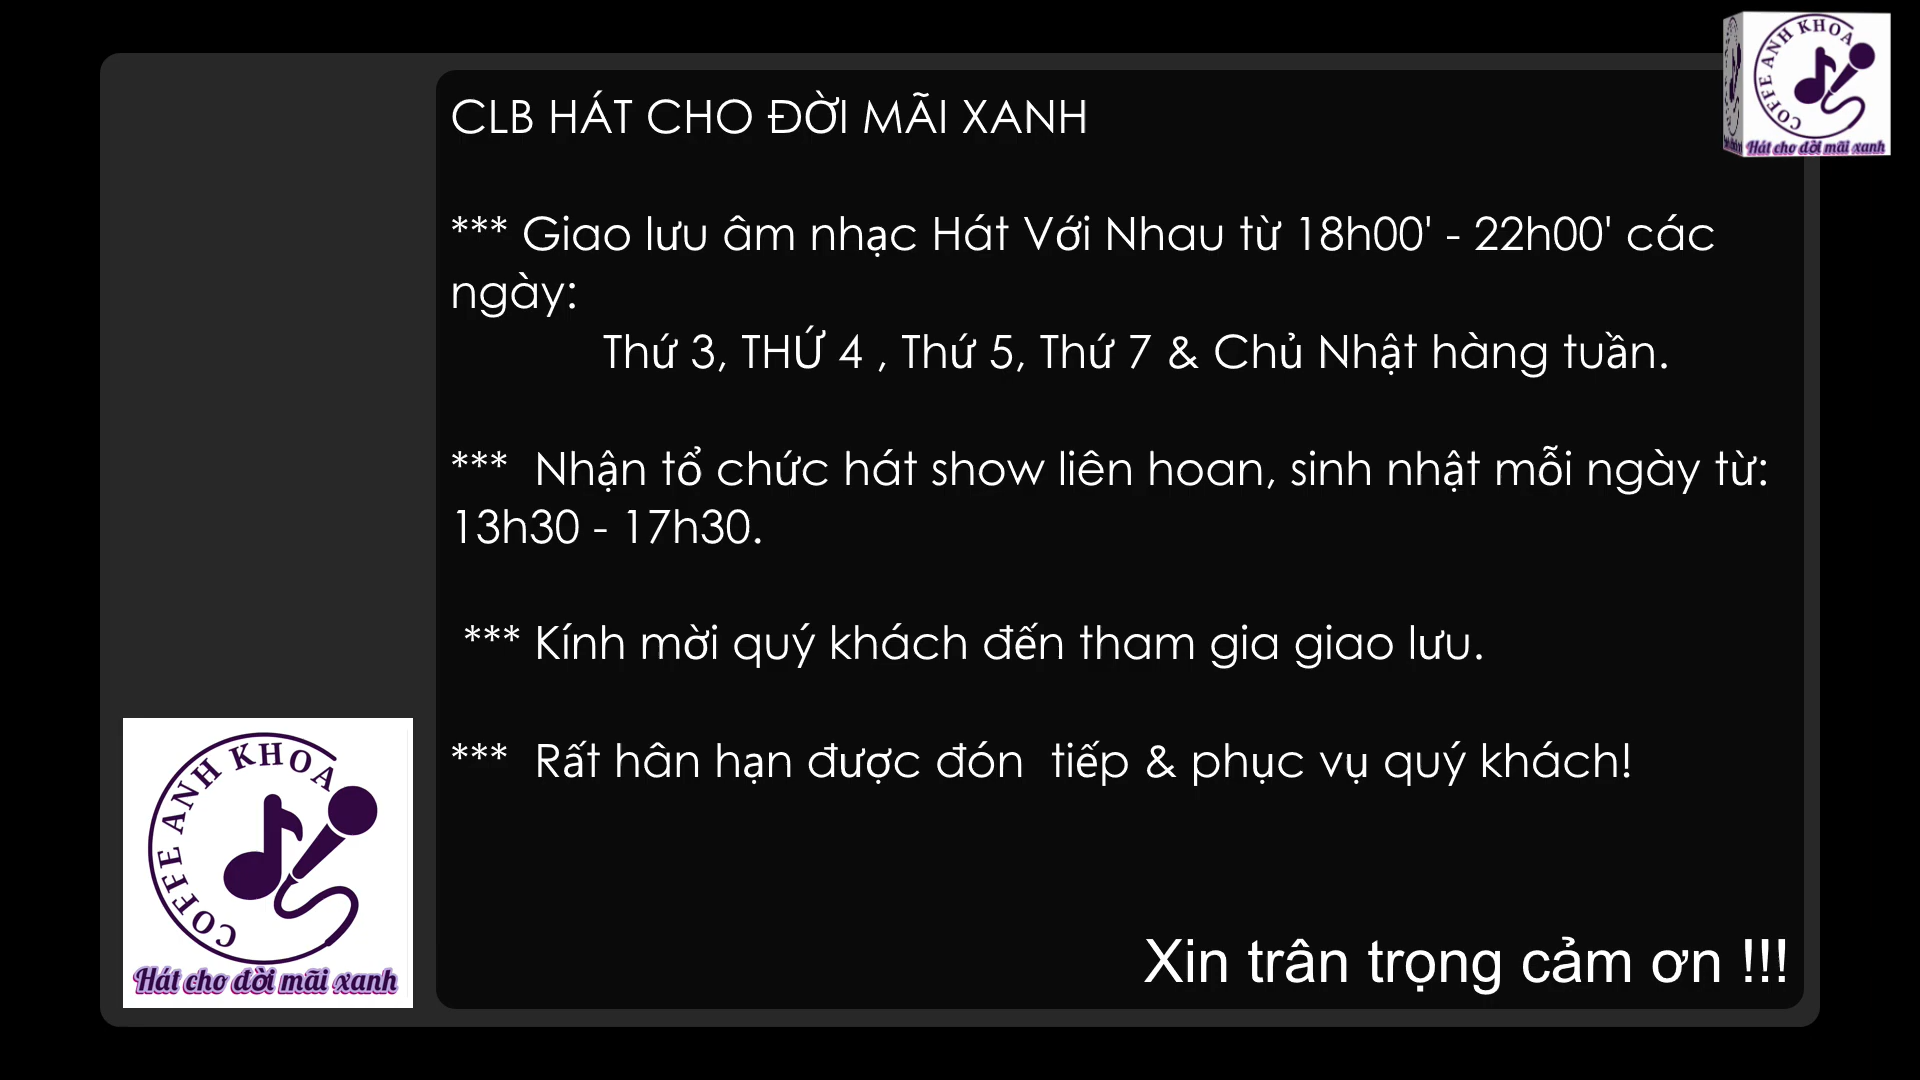 COFFE ANH KHOA
Hát cho đời mãi xanh
CLB HÁT CHO ĐỜI MÃI XANH
*** Giao lưu âm nhạc Hát Với Nhau từ 18h00' - 22h00' các
ngày:
Thứ 3, THỨ 4 , Thứ 5, Thứ 7 & Chủ Nhật hàng tuần.
*** Nhận tổ chức hát show liên hoan, sinh nhật mỗi ngày từ:
13h30 - 17h30.
*** Kính mời quý khách đến tham gia giao lưu.
*** Rất hân hạn được đón tiếp & phục vụ quý khách!
COFFE ANH KHOA
Hát cho đời mãi xanh
Xin trân trọng cảm ơn !!!